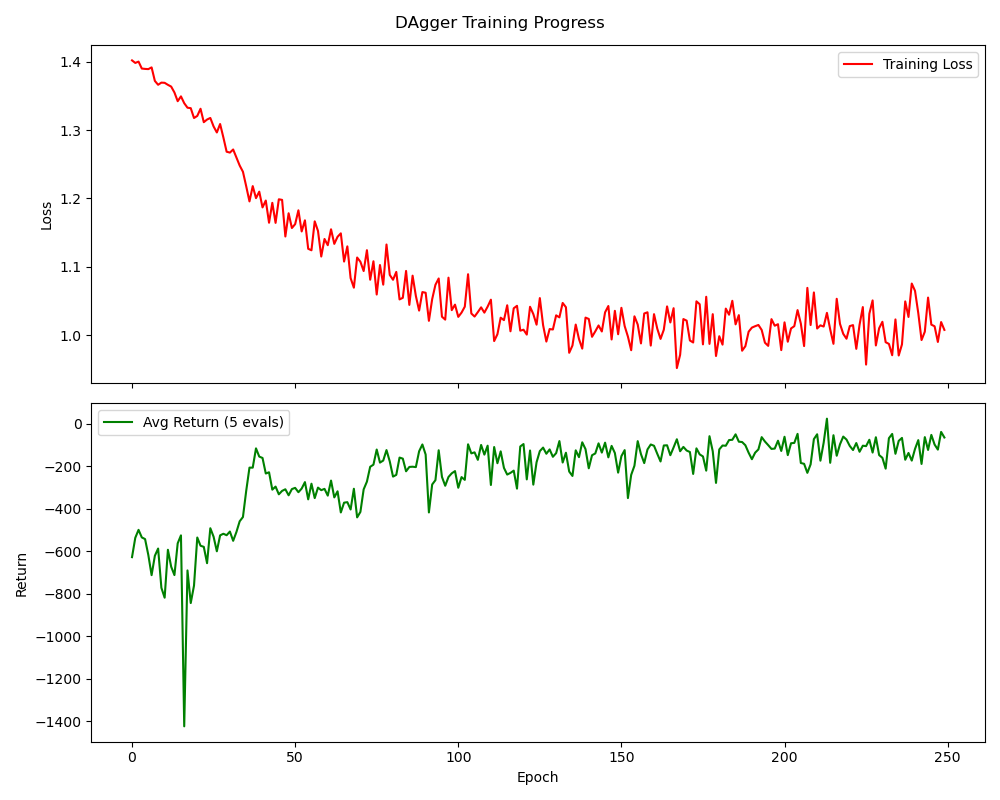 DAgger Training Progress
1.4
1.3
1.2
1.1
1.0
Loss
Training Loss
0
−200
−400
−600
−800
−1000
−1200
−1400
Return
Avg Return (5 evals)
0 50 100 150 200 250
Epoch